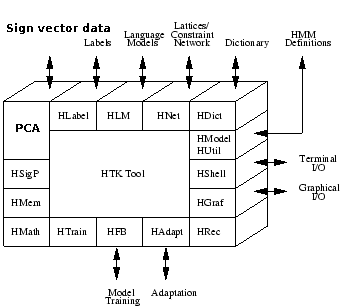 Sign vector data
Labels
Language
Models
Lattices/
Constraint
Network
Dictionary
HMM
Definitions
PCA
HLabel
HLM
HNet
HDict
HModel
HUtil
HSigP
HTK Tool
HShell
Terminal
I/O
Graphical
I/O
HMem
HGraf
HMath
HTrain
HFB
HAdapt
HRec
Model
Training
Adaptation